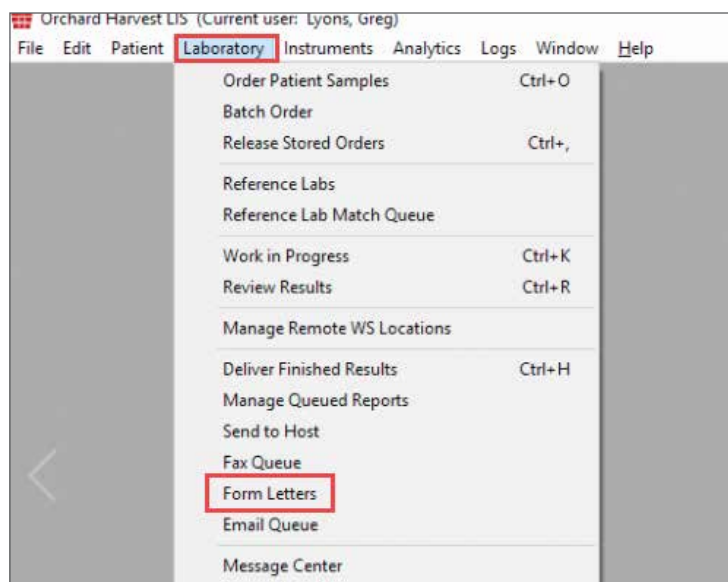 Orchard Harvest LIS (Current user: Lyons, Greg)
File Edit Patient Laboratory Instruments Analytics Logs Window Help
Order Patient Samples Ctrl+O
Batch Order
Release Stored Orders Ctrl+,
Reference Labs
Reference Lab Match Queue
Work in Progress Ctrl+K
Review Results Ctrl+R
Manage Remote WS Locations
Deliver Finished Results Ctrl+H
Manage Queued Reports
Send to Host
Fax Queue
Form Letters
Email Queue
Message Center